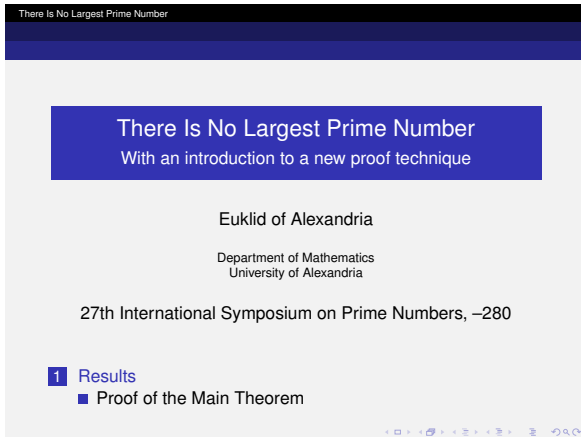 There Is No Largest Prime Number
There Is No Largest Prime Number
With an introduction to a new proof technique
Euklid of Alexandria
Department of Mathematics
University of Alexandria
27th International Symposium on Prime Numbers, –280
1 Results
Proof of the Main Theorem